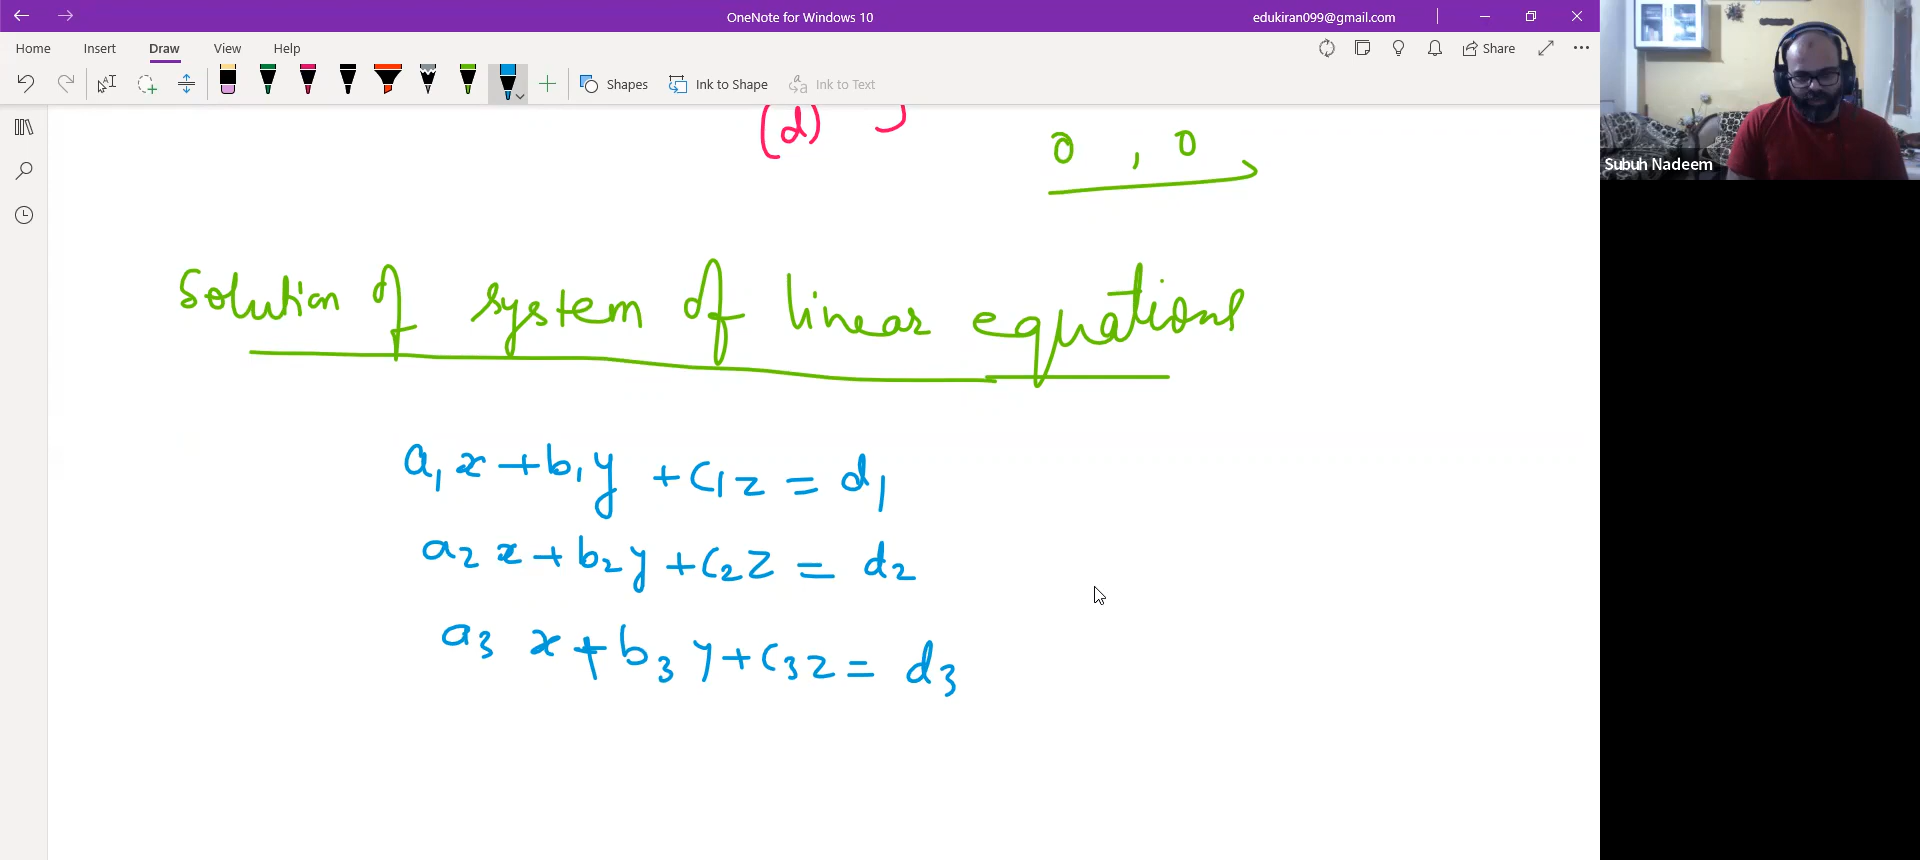 OneNote for Windows 10
edukiran099@gmail.com
Home Insert Draw View Help
Share
Shapes Ink to Shape Ink to Text
Subuh Nadeem
(d)
0 , 0
Solution of system of linear equations
a₁x + b₁y + c₁z = d₁
a₂x + b₂y + c₂z = d₂
a₃x + b₃y + c₃z = d₃